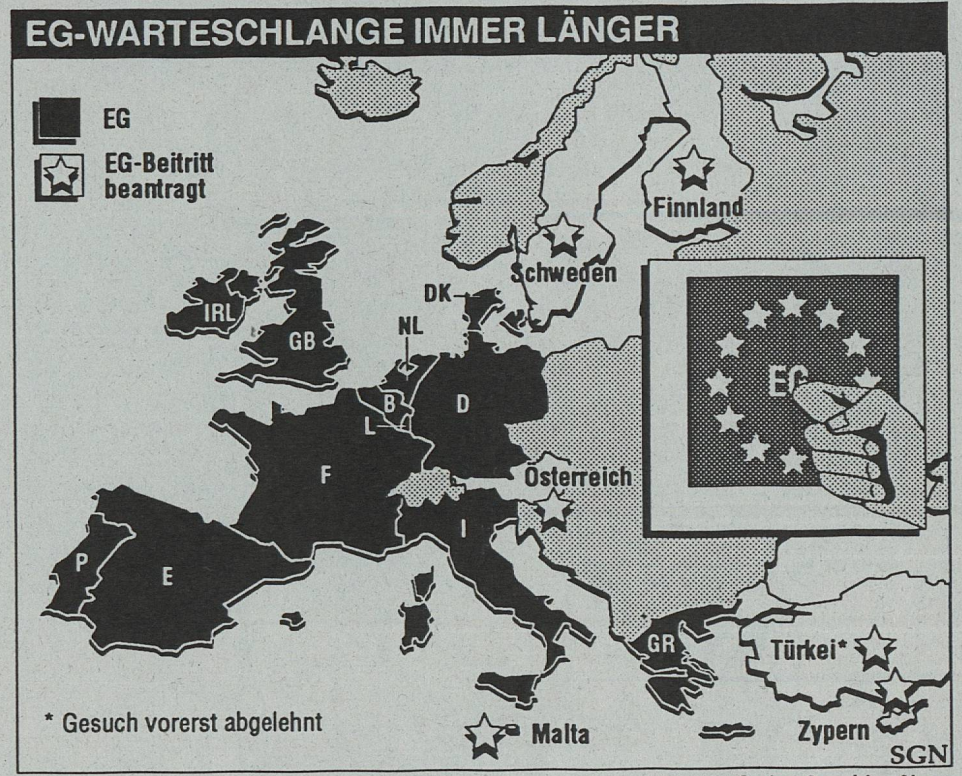 EG-WARTESCHLANGE IMMER LÄNGER
EG
EG-Beitritt
beantragt
Finnland
Schweden
DK
IRL
NL
GB
EG
B
D
L
F
Österreich
I
P
E
GR
Türkei*
* Gesuch vorerst abgelehnt
Malta
Zypern
SGN